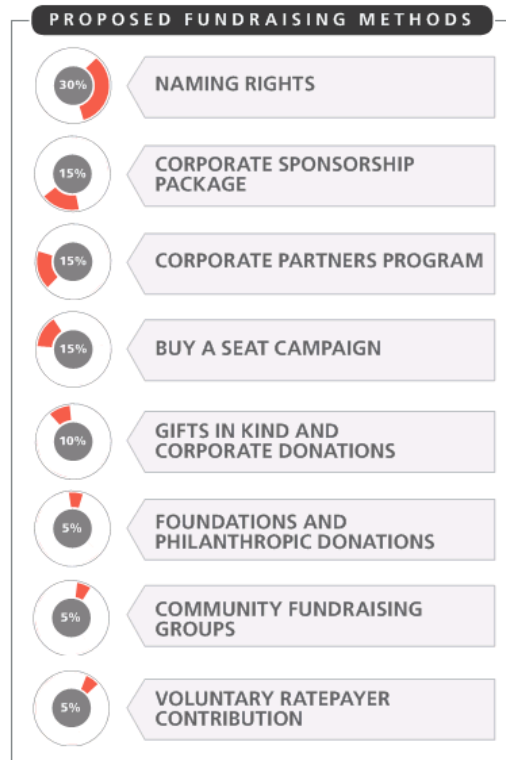 PROPOSED FUNDRAISING METHODS
30%
NAMING RIGHTS
15%
CORPORATE SPONSORSHIP
PACKAGE
15%
CORPORATE PARTNERS PROGRAM
15%
BUY A SEAT CAMPAIGN
10%
GIFTS IN KIND AND
CORPORATE DONATIONS
5%
FOUNDATIONS AND
PHILANTHROPIC DONATIONS
5%
COMMUNITY FUNDRAISING
GROUPS
5%
VOLUNTARY RATEPAYER
CONTRIBUTION